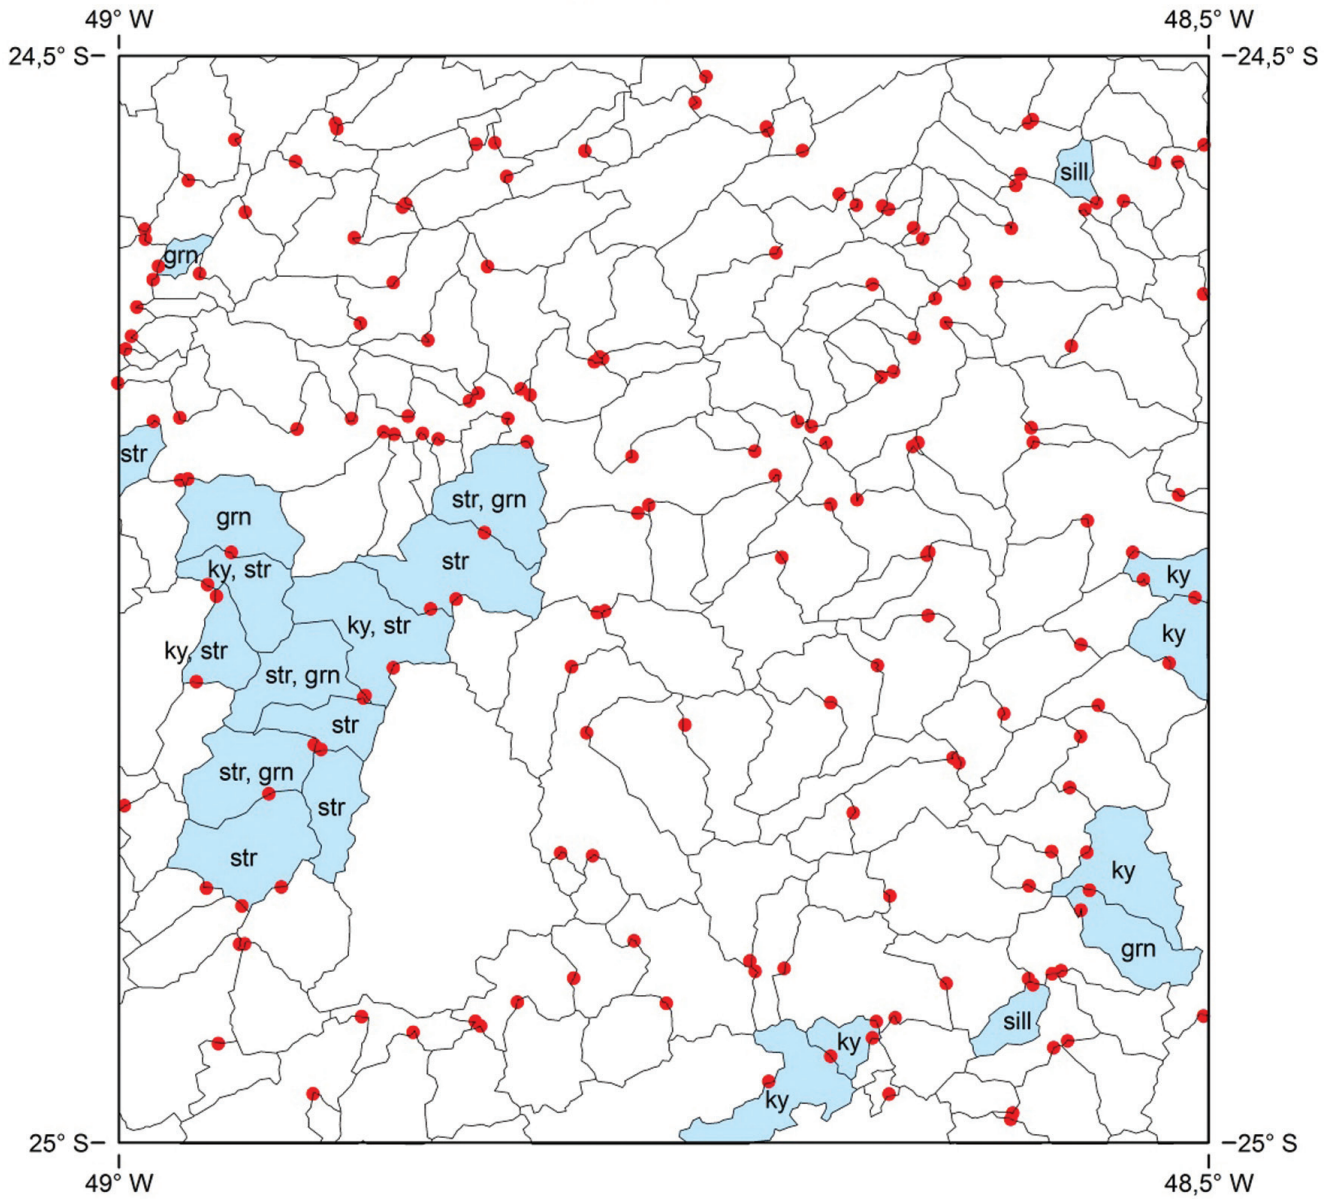 49° W
48,5° W
24,5° S
24,5° S
sill
grn
str
str, grn
grn
str
ky, str
ky
ky, str
ky
ky, str
str, grn
str
str, grn
str
str
ky
grn
sill
ky
ky
25° S
25° S
49° W
48,5° W